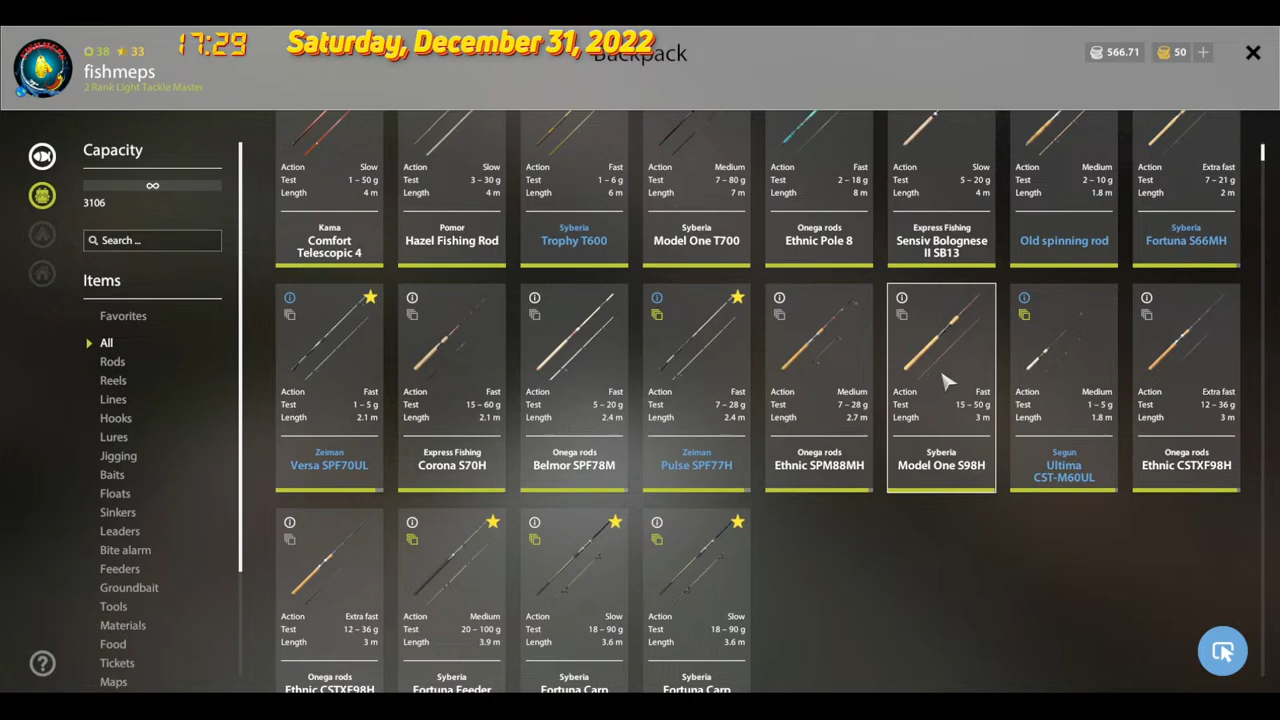 17:29
Saturday, December 31, 2022
Backpack
38 33
fishmeps
2 Rank Light Tackle Master
566.71
50
Capacity
∞
3106
Search ...
Items
Favorites
All
Rods
Reels
Lines
Hooks
Lures
Jigging
Baits
Floats
Sinkers
Leaders
Bite alarm
Feeders
Groundbait
Tools
Materials
Food
Tickets
Maps
Action Slow
Test 1 – 50 g
Length 4 m
Kama
Comfort
Telescopic 4
Action Slow
Test 3 – 30 g
Length 4 m
Pomor
Hazel Fishing Rod
Action Fast
Test 1 – 6 g
Length 6 m
Syberia
Trophy T600
Action Medium
Test 7 – 80 g
Length 7 m
Syberia
Model One T700
Action Fast
Test 2 – 18 g
Length 8 m
Omega rods
Ethnic Pole 8
Action Slow
Test 5 – 20 g
Length 4 m
Express Fishing
Sensiv Bolognese
II SB13
Action Medium
Test 2 – 10 g
Length 1.8 m
Old spinning rod
Action Extra fast
Test 7 – 21 g
Length 2 m
Syberia
Fortuna S66MH
Action Fast
Test 1 – 5 g
Length 2.1 m
Zeiman
Versa SPF70UL
Action Fast
Test 15 – 60 g
Length 2.1 m
Express Fishing
Corona S70H
Action Fast
Test 5 – 20 g
Length 2.4 m
Onega rods
Belmor SPF78M
Action Fast
Test 7 – 28 g
Length 2.4 m
Zeiman
Pulse SPF77H
Action Medium
Test 7 – 28 g
Length 2.7 m
Onega rods
Ethnic SPM88MH
Action Fast
Test 15 – 50 g
Length 3 m
Syberia
Model One S98H
Action Medium
Test 1 – 5 g
Length 1.8 m
Segun
Ultima
CST-M60UL
Action Extra fast
Test 12 – 36 g
Length 3 m
Onega rods
Ethnic CSTXF98H
Action Extra fast
Test 12 – 36 g
Length 3 m
Onega rods
Ethnic CSTXF98H
Action Medium
Test 20 – 100 g
Length 3.9 m
Syberia
Fortuna Feeder
Action Slow
Test 18 – 90 g
Length 3.6 m
Syberia
Fortuna Carp
Action Slow
Test 18 – 90 g
Length 3.6 m
Syberia
Fortuna Carp